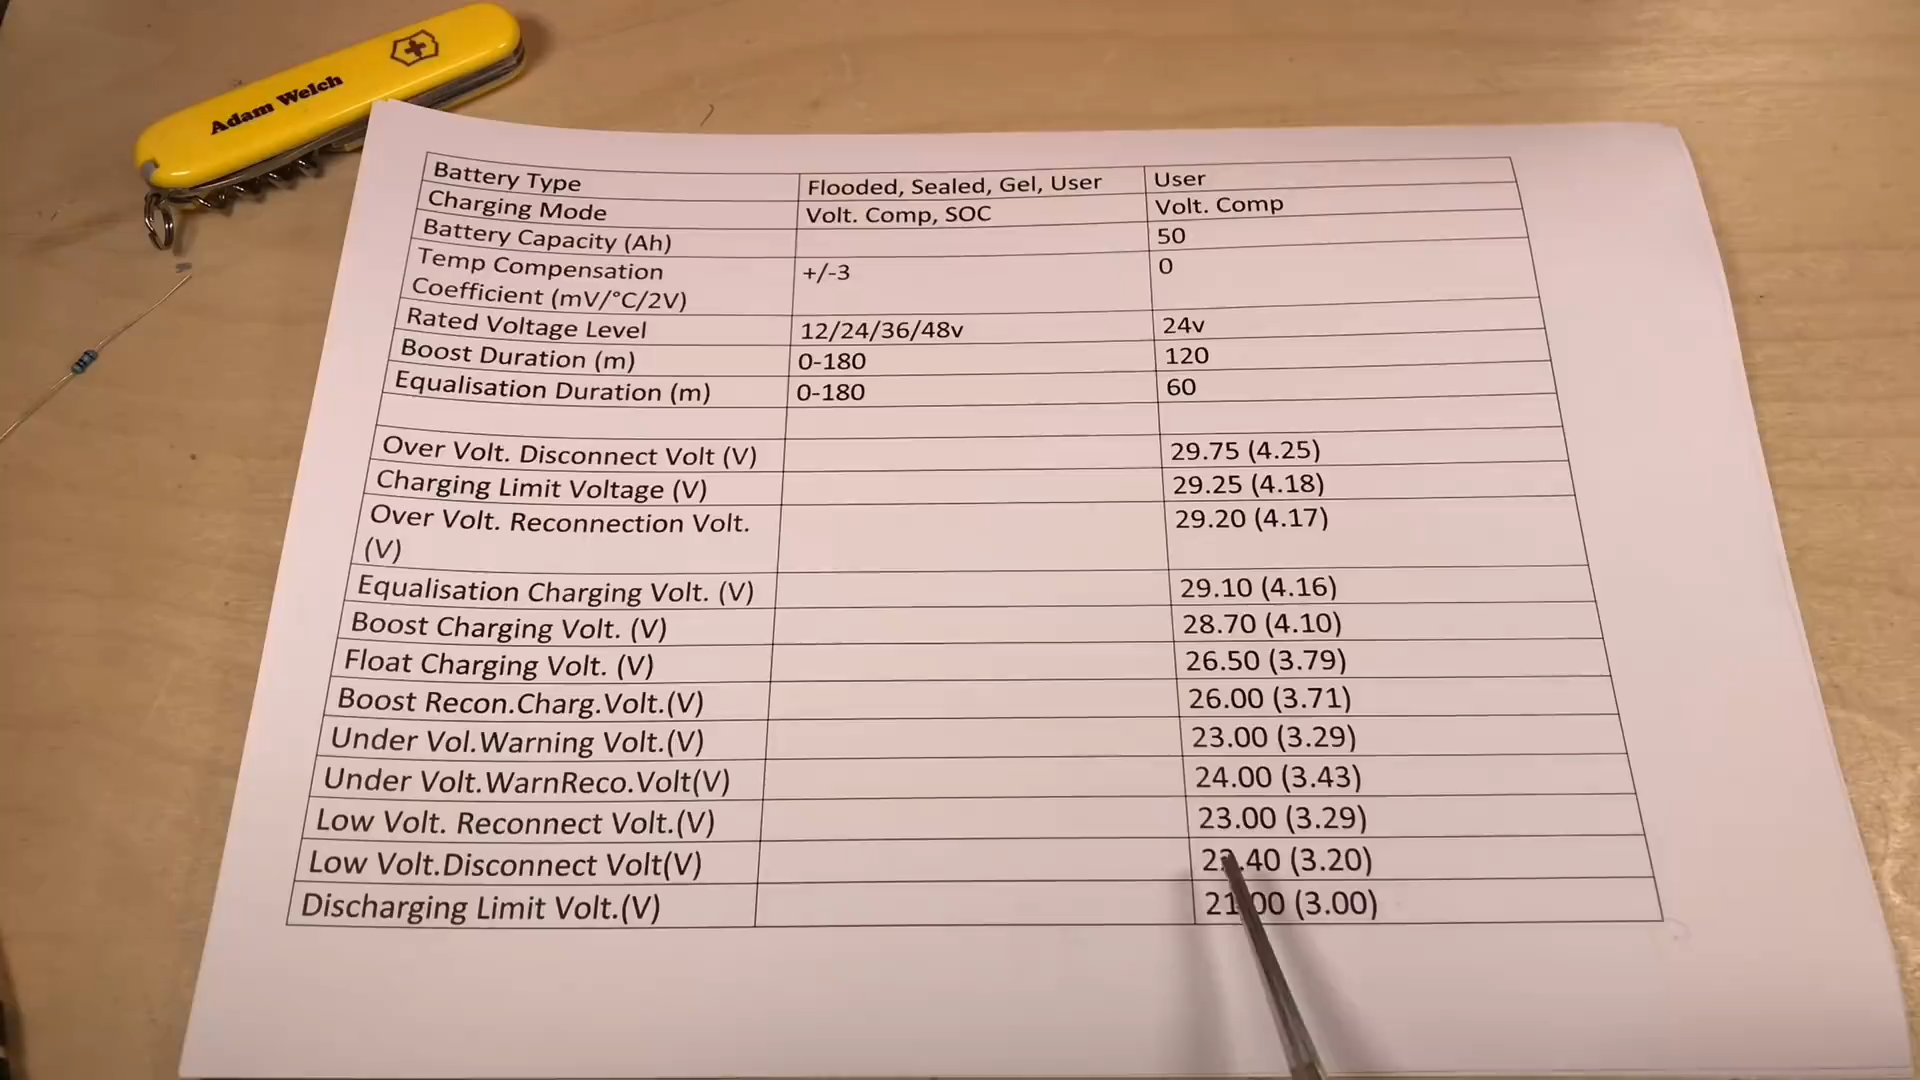 Adam Welch
Battery Type Flooded, Sealed, Gel, User User
Charging Mode Volt. Comp, SOC Volt. Comp
Battery Capacity (Ah) 50
Temp Compensation +/-3 0
Coefficient (mV/°C/2V)
Rated Voltage Level 12/24/36/48v 24v
Boost Duration (m) 0-180 120
Equalisation Duration (m) 0-180 60
Over Volt. Disconnect Volt (V) 29.75 (4.25)
Charging Limit Voltage (V) 29.25 (4.18)
Over Volt. Reconnection Volt. 29.20 (4.17)
(V)
Equalisation Charging Volt. (V) 29.10 (4.16)
Boost Charging Volt. (V) 28.70 (4.10)
Float Charging Volt. (V) 26.50 (3.79)
Boost Recon.Charg.Volt.(V) 26.00 (3.71)
Under Vol.Warning Volt.(V) 23.00 (3.29)
Under Volt.WarnReco.Volt(V) 24.00 (3.43)
Low Volt. Reconnect Volt.(V) 23.00 (3.29)
Low Volt.Disconnect Volt(V) 22.40 (3.20)
Discharging Limit Volt.(V) 21.00 (3.00)